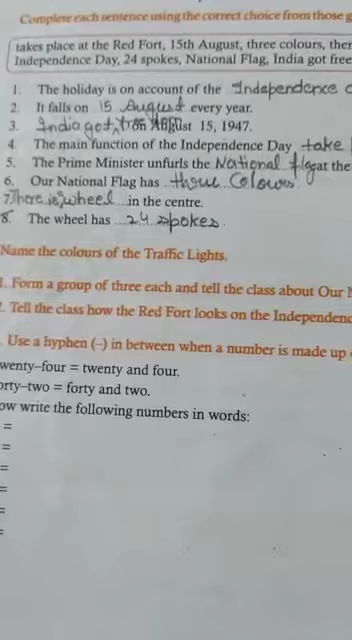 Complete each sentence using the correct choice from those g
takes place at the Red Fort, 15th August, three colours, ther
Independence Day, 24 spokes, National Flag, India got free
1. The holiday is on account of the Independence
2. It falls on 15 August every year.
3. India got on August 15, 1947.
4. The main function of the Independence Day take
5. The Prime Minister unfurls the National flag at the
6. Our National Flag has three Colours.
7. There is wheel in the centre.
8. The wheel has 24 spokes.
Name the colours of the Traffic Lights.
1. Form a group of three each and tell the class about Our
2. Tell the class how the Red Fort looks on the Independenc
Use a hyphen (–) in between when a number is made up
wenty–four = twenty and four.
orty–two = forty and two.
ow write the following numbers in words:
=
=
=
=
=
=